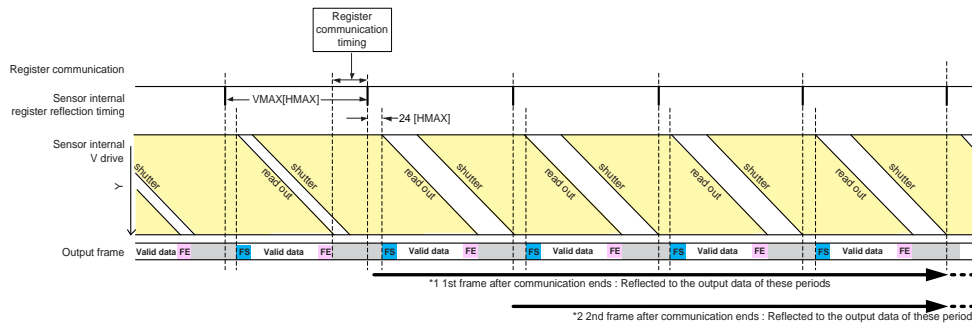 Register
communication
timing
Register communication
Sensor internal
register reflection timing
VMAX[HMAX]
24 [HMAX]
Sensor internal
V drive
Y
shutter
read out
shutter
read out
shutter
read out
shutter
read out
shutter
read out
shutter
read out
Output frame
Valid data FE
FS Valid data FE
FS Valid data FE
FS Valid data FE
FS Valid data FE
FS Valid data FE
*1 1st frame after communication ends : Reflected to the output data of these periods
*2 2nd frame after communication ends : Reflected to the output data of these period